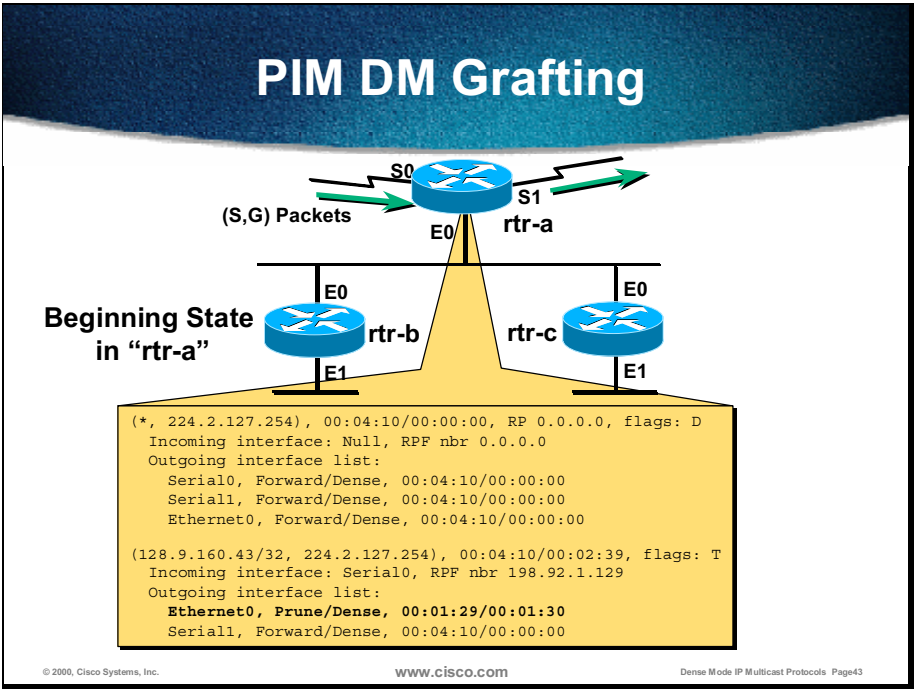 PIM DM Grafting
S0
S1
(S,G) Packets
rtr-a
E0
E0
E0
Beginning State
in “rtr-a”
rtr-b
rtr-c
E1
E1
(*, 224.2.127.254), 00:04:10/00:00:00, RP 0.0.0.0, flags: D
Incoming interface: Null, RPF nbr 0.0.0.0
Outgoing interface list:
Serial0, Forward/Dense, 00:04:10/00:00:00
Serial1, Forward/Dense, 00:04:10/00:00:00
Ethernet0, Forward/Dense, 00:04:10/00:00:00
(128.9.160.43/32, 224.2.127.254), 00:04:10/00:02:39, flags: T
Incoming interface: Serial0, RPF nbr 198.92.1.129
Outgoing interface list:
Ethernet0, Prune/Dense, 00:01:29/00:01:30
Serial1, Forward/Dense, 00:04:10/00:00:00
© 2000, Cisco Systems, Inc.
www.cisco.com
Dense Mode IP Multicast Protocols Page43